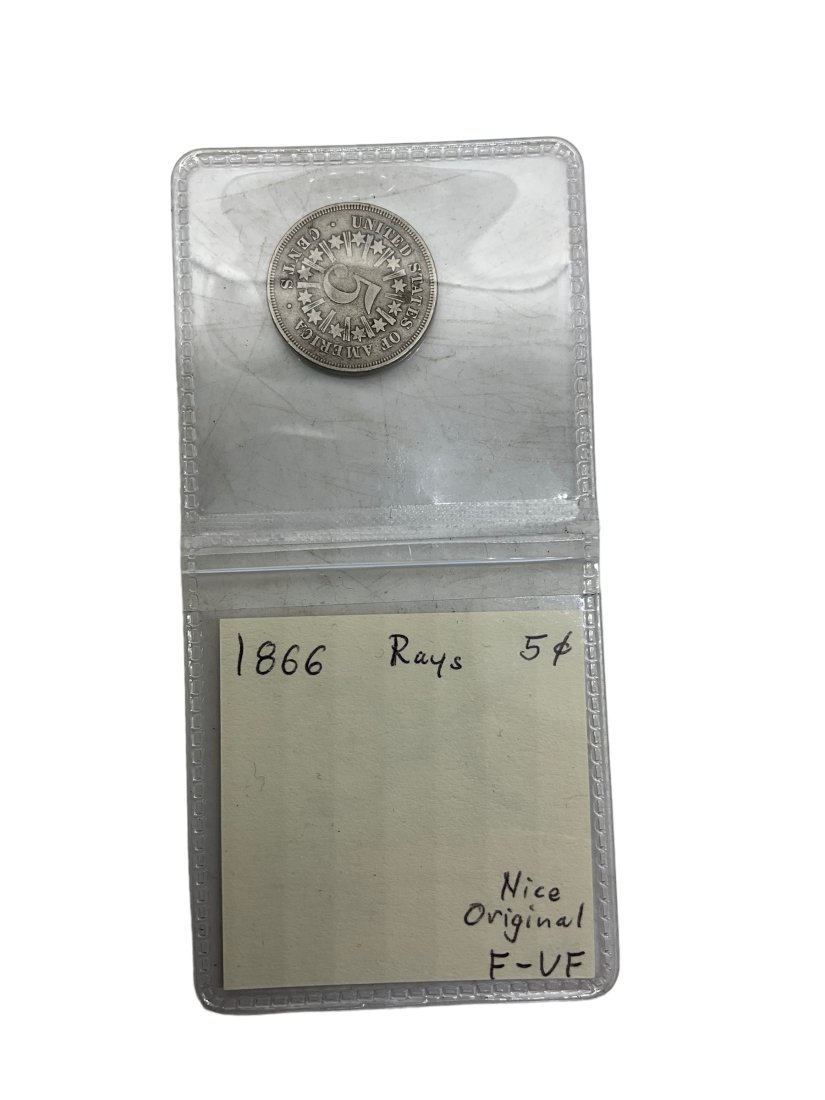 UNITED STATES OF AMERICA
5
· CENTS ·
1866 Rays 5¢
Nice
Original
F-VF